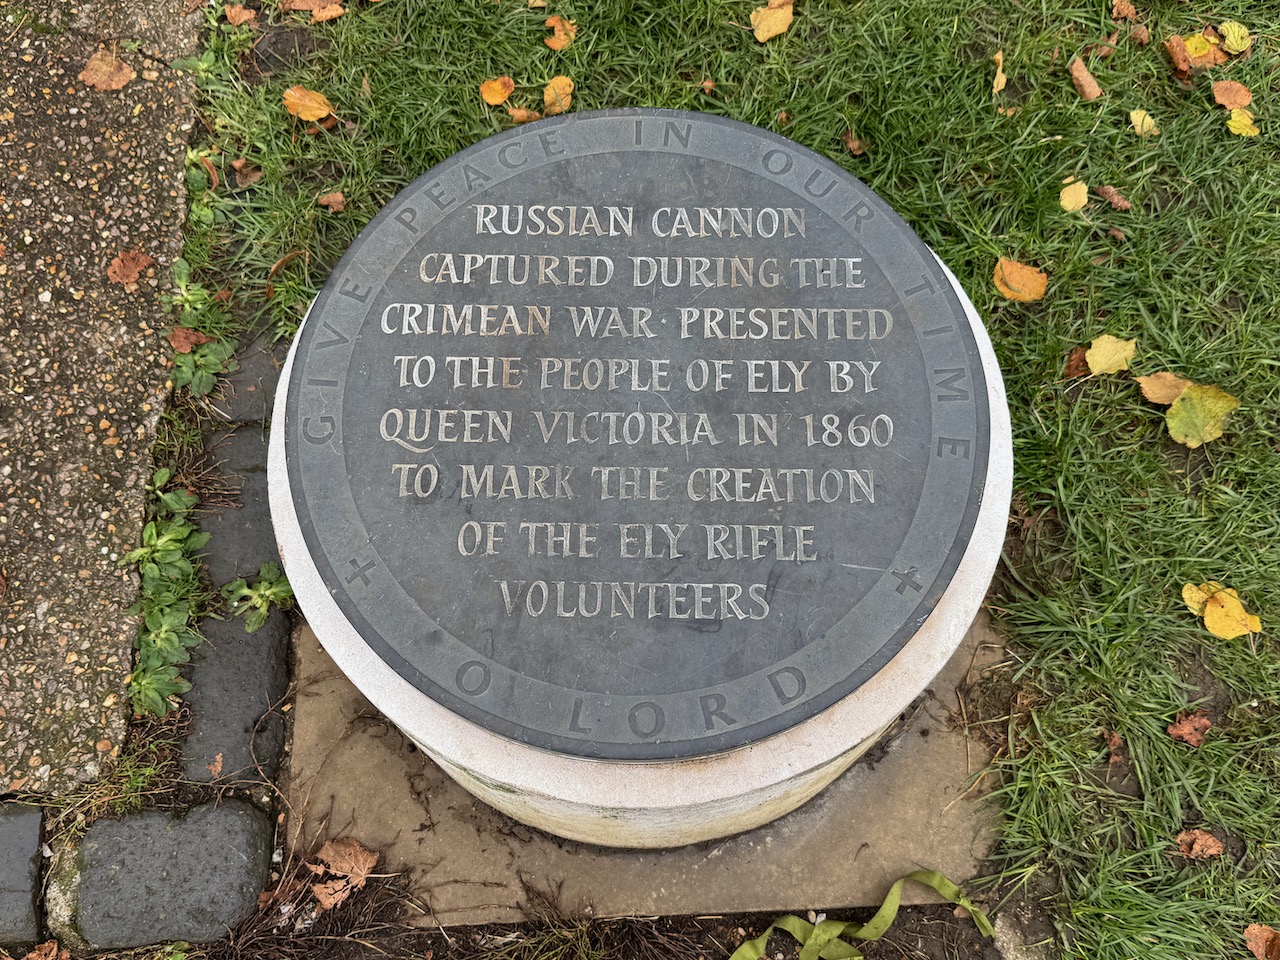 GIVE PEACE IN OUR TIME
RUSSIAN CANNON
CAPTURED DURING THE
CRIMEAN WAR · PRESENTED
TO THE PEOPLE OF ELY BY
QUEEN VICTORIA IN 1860
TO MARK THE CREATION
OF THE ELY RIFLE
VOLUNTEERS
+ O LORD +